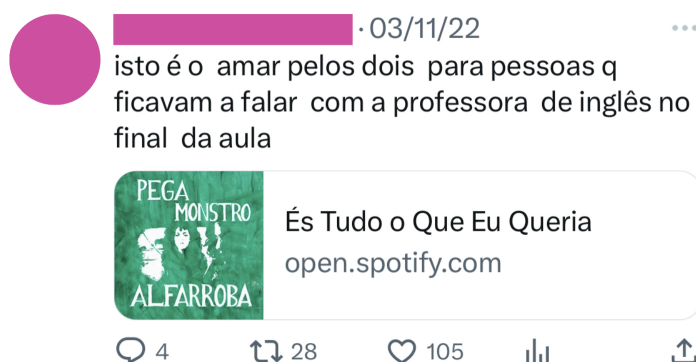 · 03/11/22
isto é o amar pelos dois para pessoas q
ficavam a falar com a professora de inglês no
final da aula
PEGA
MONSTRO
ALFARROBA
És Tudo o Que Eu Queria
open.spotify.com
4 28 105